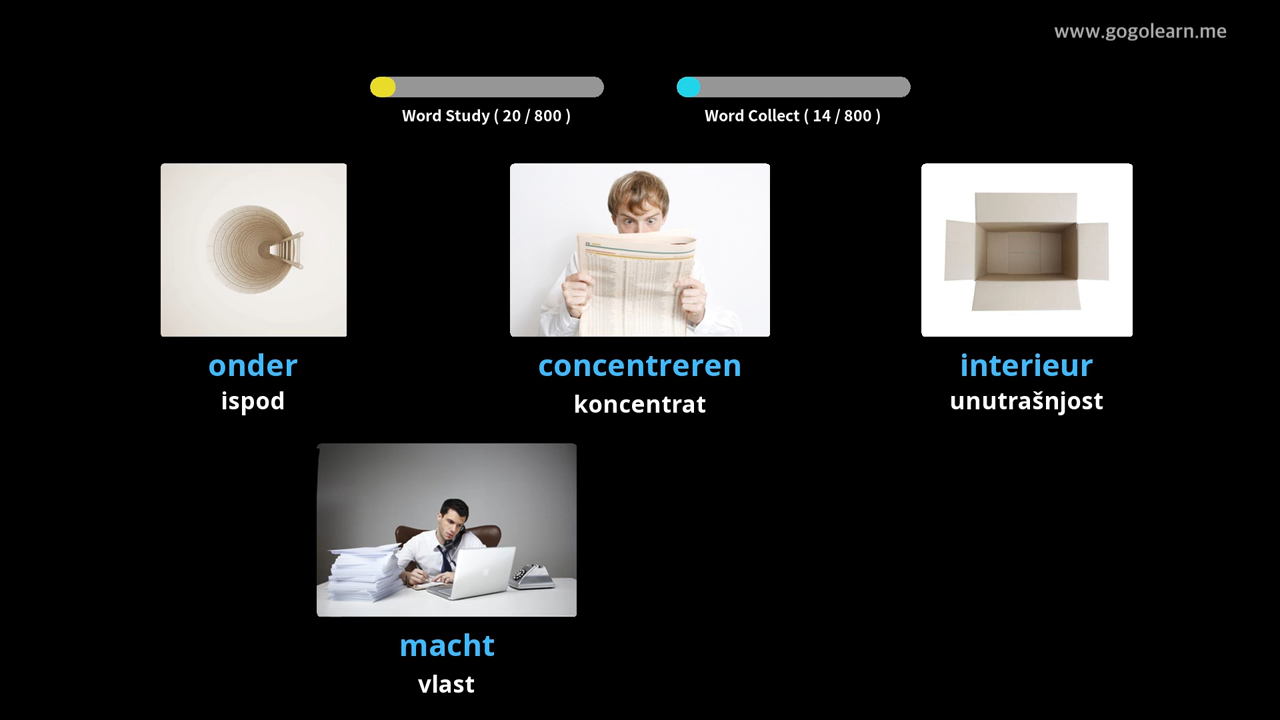 www.gogolearn.me
Word Study ( 20 / 800 )
Word Collect ( 14 / 800 )
onder
ispod
concentreren
koncentrat
interieur
unutrašnjost
macht
vlast